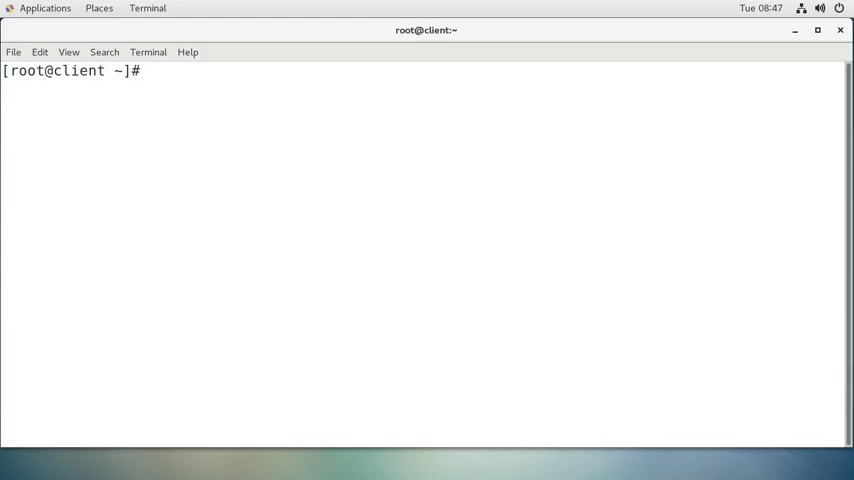 Applications Places Terminal Tue 08:47
root@client:~
File Edit View Search Terminal Help
[root@client ~]#